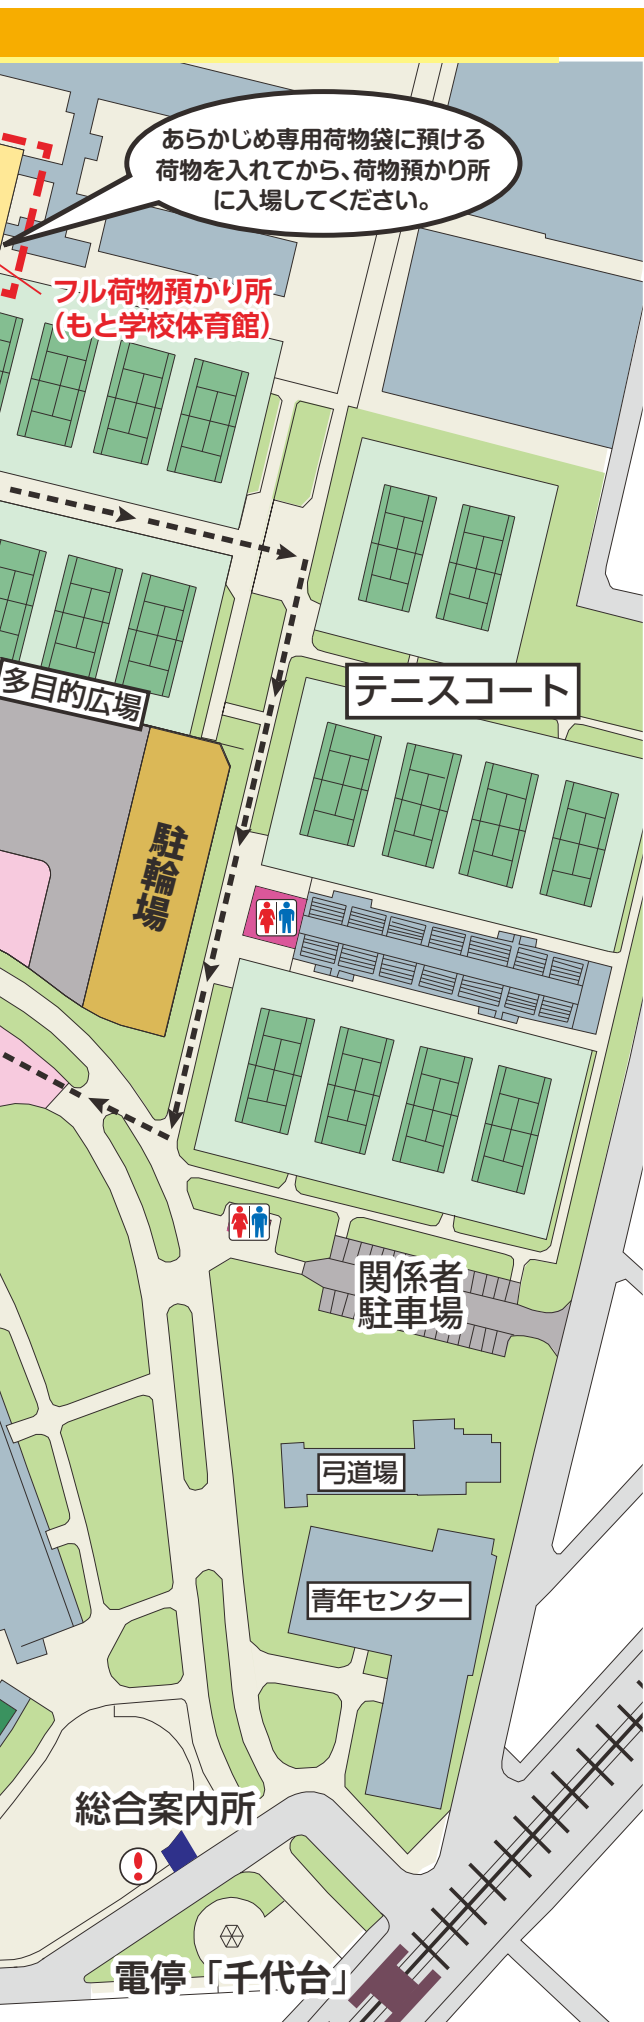 あらかじめ専用荷物袋に預ける
荷物を入れてから、荷物預かり所
に入場してください。
フル荷物預かり所
(もと学校体育館)
テニスコート
多目的広場
駐輪場
関係者
駐車場
弓道場
青年センター
総合案内所
電停「千代台」